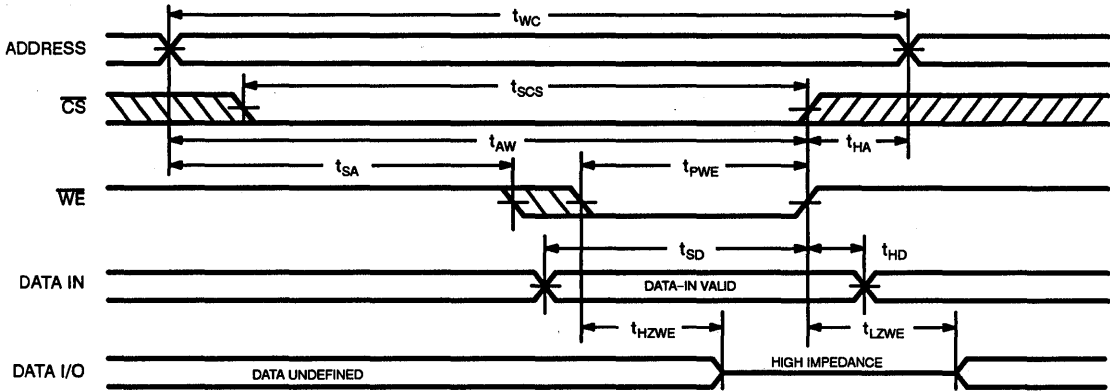 tWC
ADDRESS
tSCS
CS
tAW
tHA
tSA
tPWE
WE
tSD
tHD
DATA IN
DATA-IN VALID
tHZWE
tLZWE
DATA I/O
DATA UNDEFINED
HIGH IMPEDANCE